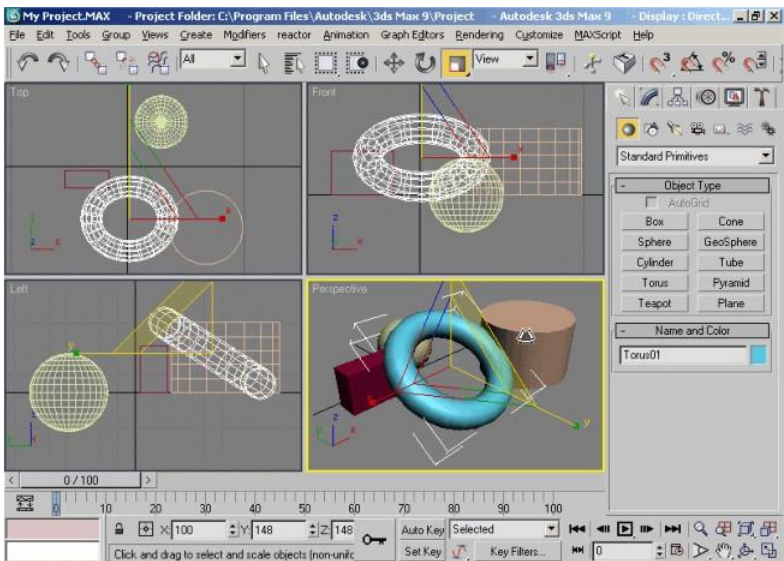 My Project.MAX - Project Folder: C:\Program Files\Autodesk\3ds Max 9\Project - Autodesk 3ds Max 9 - Display : Direct...
File Edit Tools Group Views Create Modifiers reactor Animation Graph Editors Rendering Customize MAXScript Help
All View 3 %
Top Front
x x
y z x z x
Standard Primitives
- Object Type
AutoGrid
Box Cone
Sphere GeoSphere
Cylinder Tube
Torus Pyramid
Teapot Plane
Left Perspective
y
- Name and Color
Torus01
y
z y z x
< 0 / 100 >
0 10 20 30 40 50 60 70 80 90 100
X: 100 Y: 148 Z: 148 Auto Key Selected
Click and drag to select and scale objects (non-unifo Set Key Key Filters... 0